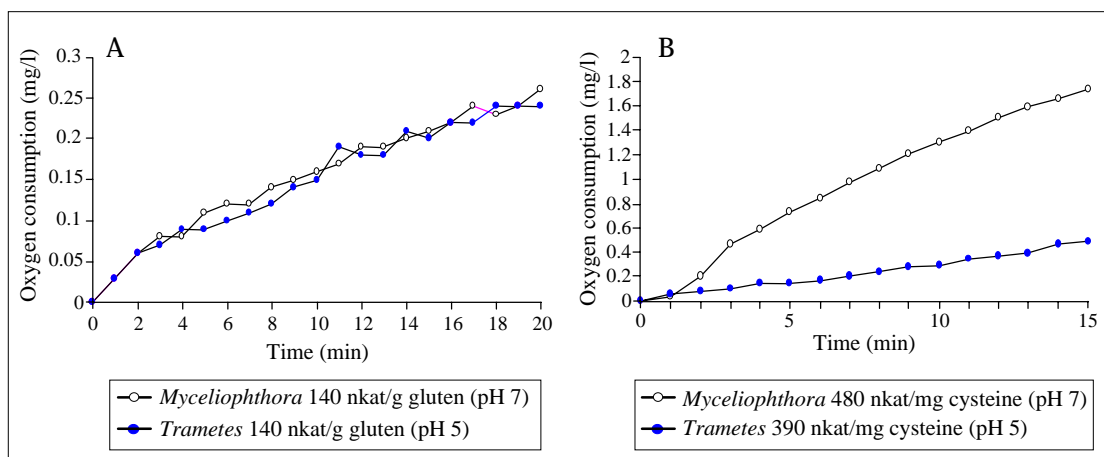 A
Oxygen consumption (mg/l)
0.3
0.25
0.2
0.15
0.1
0.05
0
0 2 4 6 8 10 12 14 16 18 20
Time (min)
Myceliophthora 140 nkat/g gluten (pH 7)
Trametes 140 nkat/g gluten (pH 5)
B
Oxygen consumption (mg/l)
2
1.8
1.6
1.4
1.2
1
0.8
0.6
0.4
0.2
0
0 5 10 15
Time (min)
Myceliophthora 480 nkat/mg cysteine (pH 7)
Trametes 390 nkat/mg cysteine (pH 5)